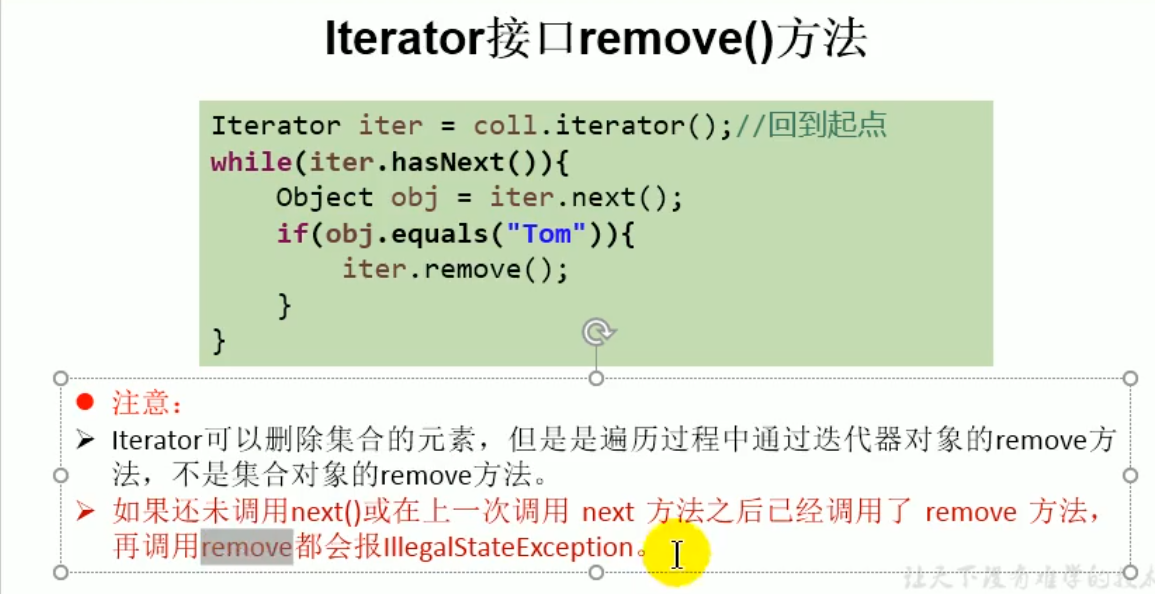 Iterator接口remove()方法
Iterator iter = coll.iterator();//回到起点
while(iter.hasNext()){
    Object obj = iter.next();
    if(obj.equals("Tom")){
        iter.remove();
    }
}
注意：
Iterator可以删除集合的元素，但是是遍历过程中通过迭代器对象的remove方
法，不是集合对象的remove方法。
如果还未调用next()或在上一次调用 next 方法之后已经调用了 remove 方法，
再调用remove都会报IllegalStateException。
让天下没有难学的技术